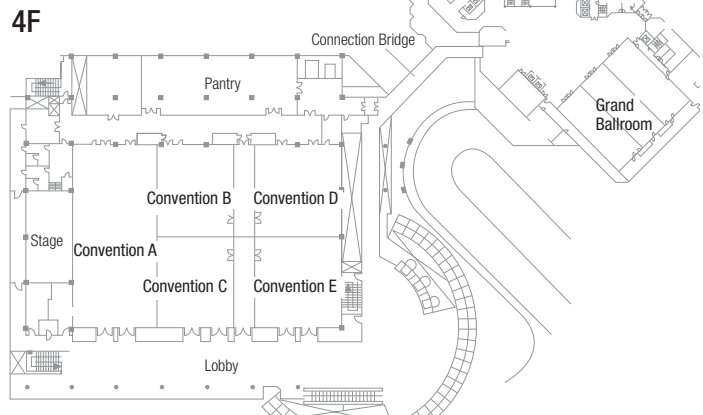 4F
Connection Bridge
Pantry
Grand
Ballroom
Convention B
Convention D
Stage
Convention A
Convention C
Convention E
Lobby